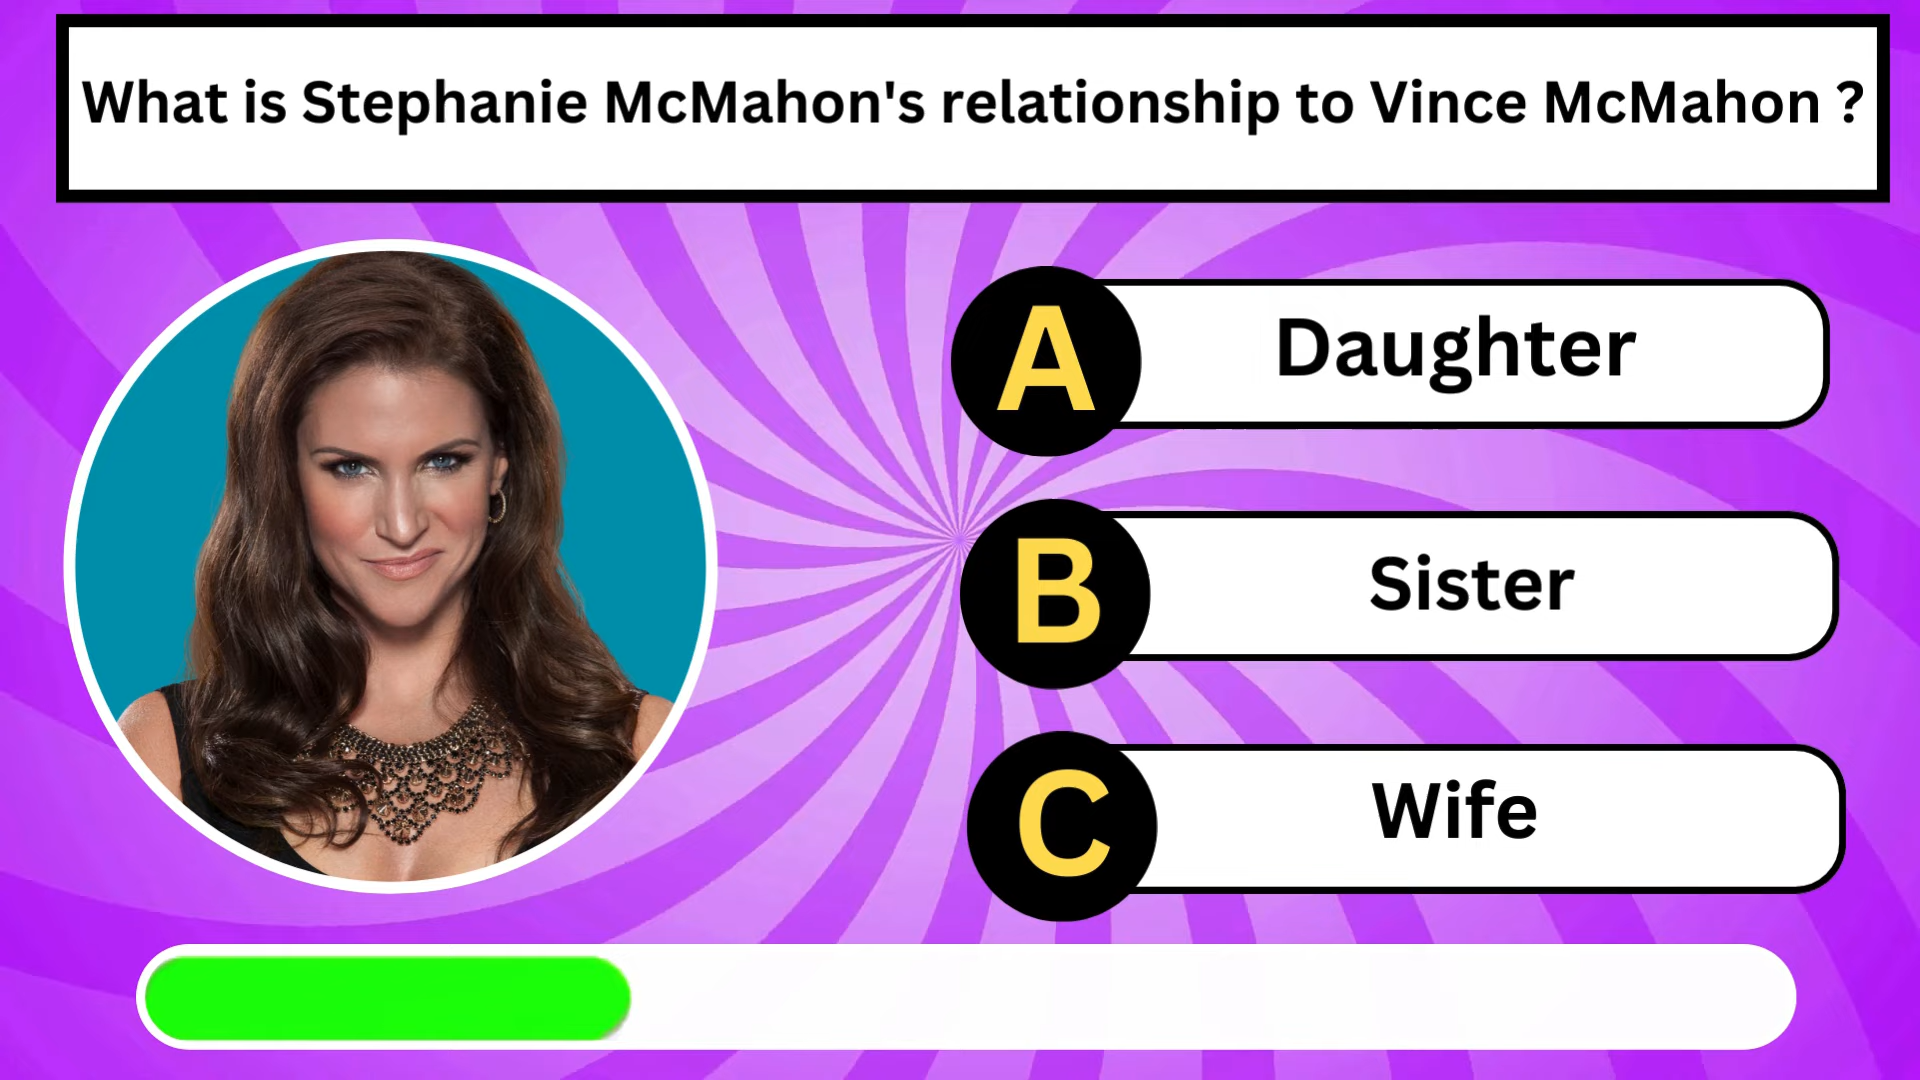 What is Stephanie McMahon's relationship to Vince McMahon ?
A Daughter
B Sister
C Wife